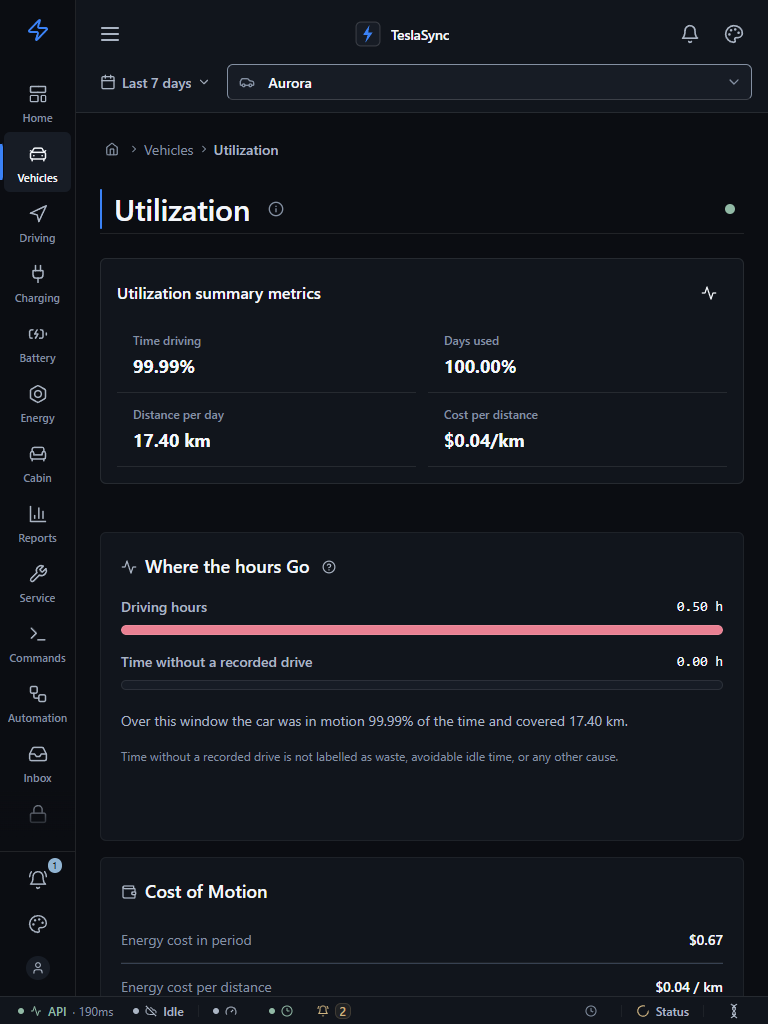 TeslaSync
Last 7 days
Aurora
Home
Vehicles
Driving
Charging
Battery
Energy
Cabin
Reports
Service
Commands
Automation
Inbox
1
Vehicles
Utilization
Utilization
Utilization summary metrics
Time driving
99.99%
Days used
100.00%
Distance per day
17.40 km
Cost per distance
$0.04/km
Where the hours Go
Driving hours
0.50 h
Time without a recorded drive
0.00 h
Over this window the car was in motion 99.99% of the time and covered 17.40 km.
Time without a recorded drive is not labelled as waste, avoidable idle time, or any other cause.
Cost of Motion
Energy cost in period
$0.67
Energy cost per distance
$0.04 / km
API · 190ms
Idle
2
Status